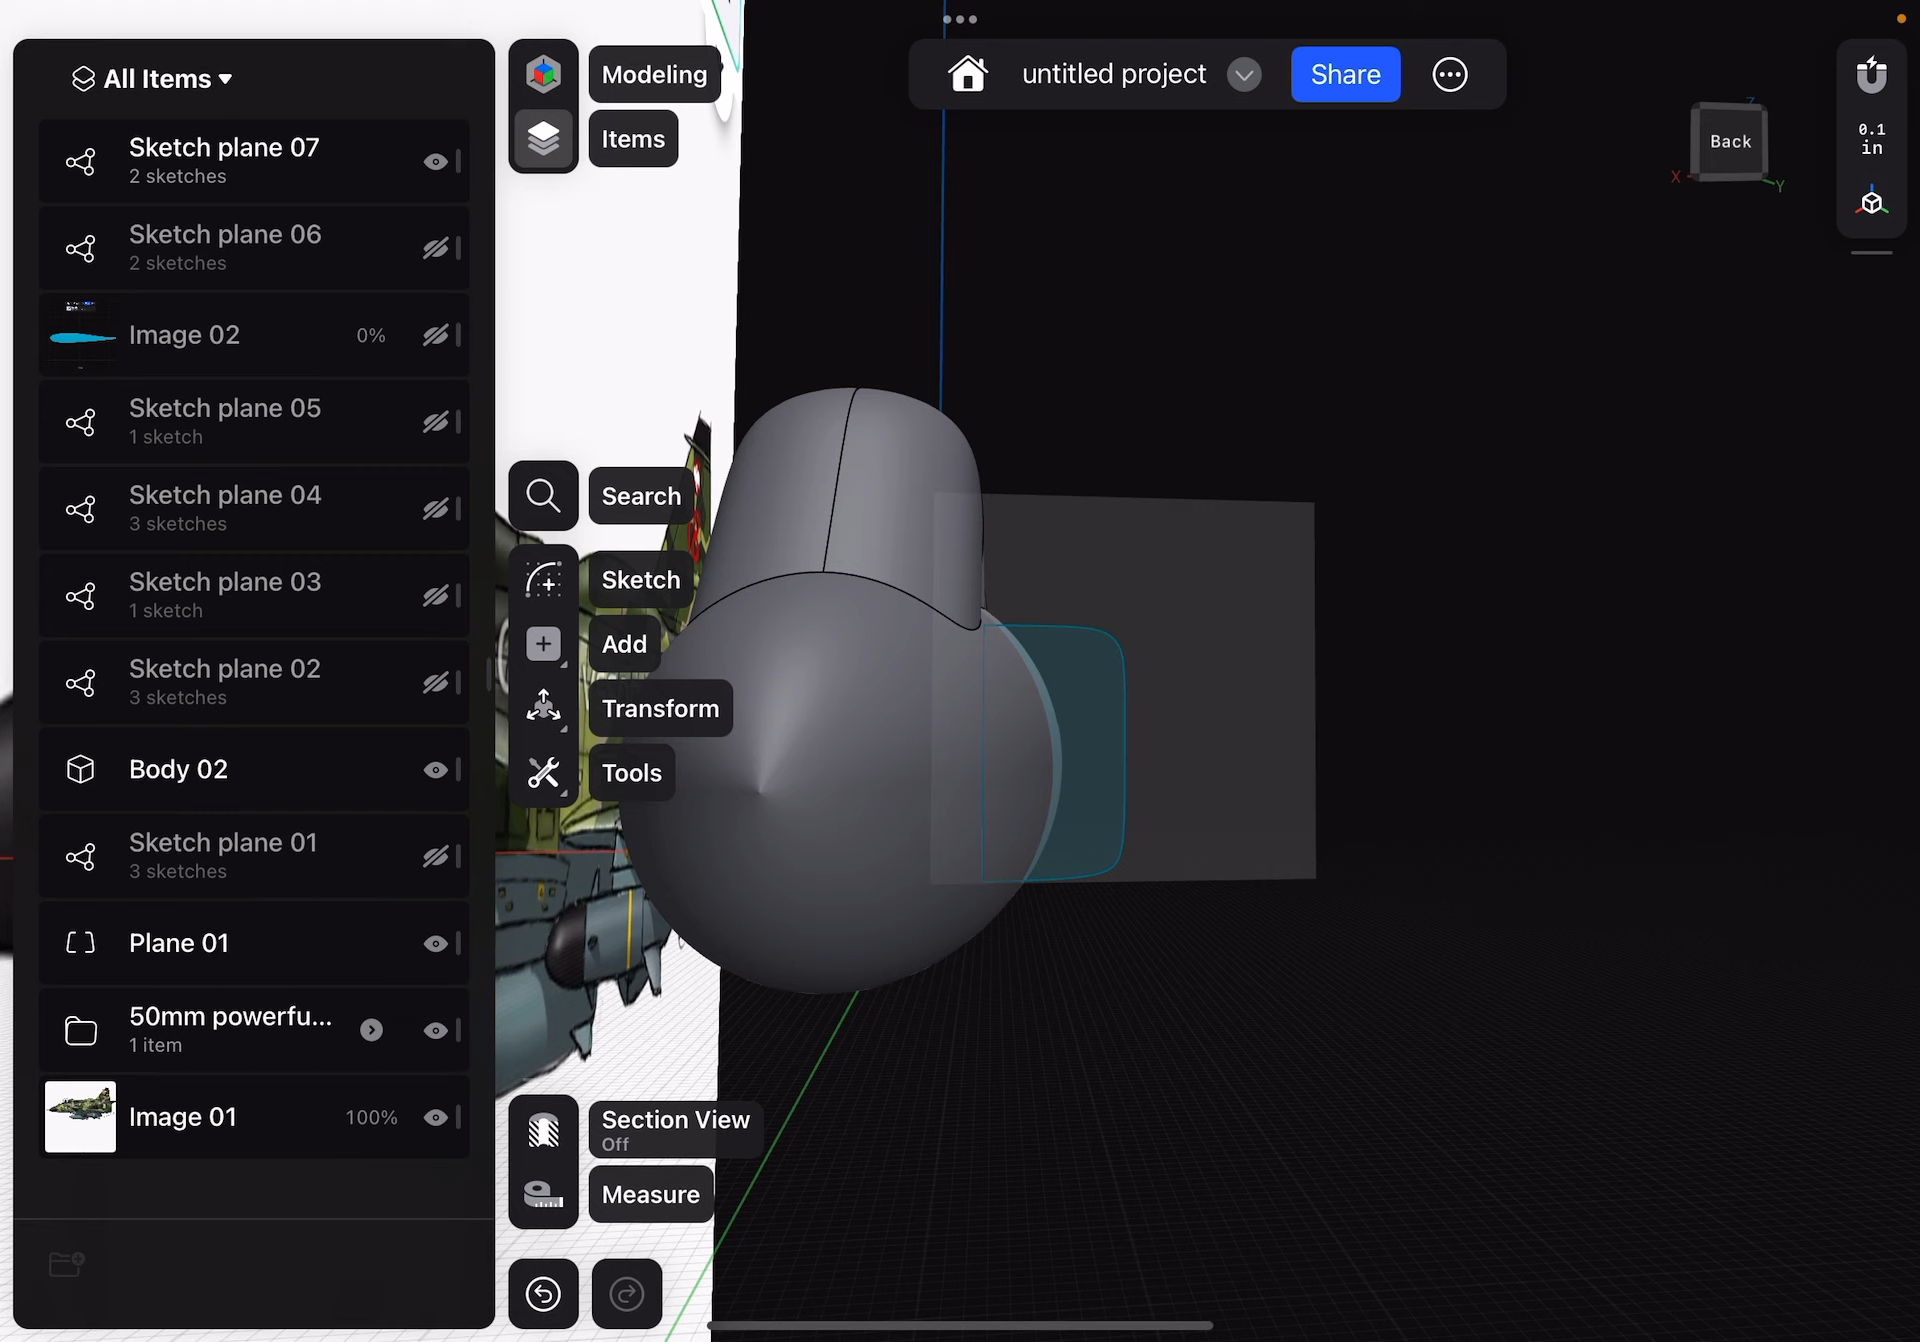 All Items
Sketch plane 07
2 sketches
Sketch plane 06
2 sketches
Image 02
0%
Sketch plane 05
1 sketch
Sketch plane 04
3 sketches
Sketch plane 03
1 sketch
Sketch plane 02
3 sketches
Body 02
Sketch plane 01
3 sketches
Plane 01
50mm powerfu...
1 item
Image 01
100%
Modeling
Items
Search
Sketch
Add
Transform
Tools
Section View
Off
Measure
untitled project
Share
Z
Back
X
Y
0.1
in